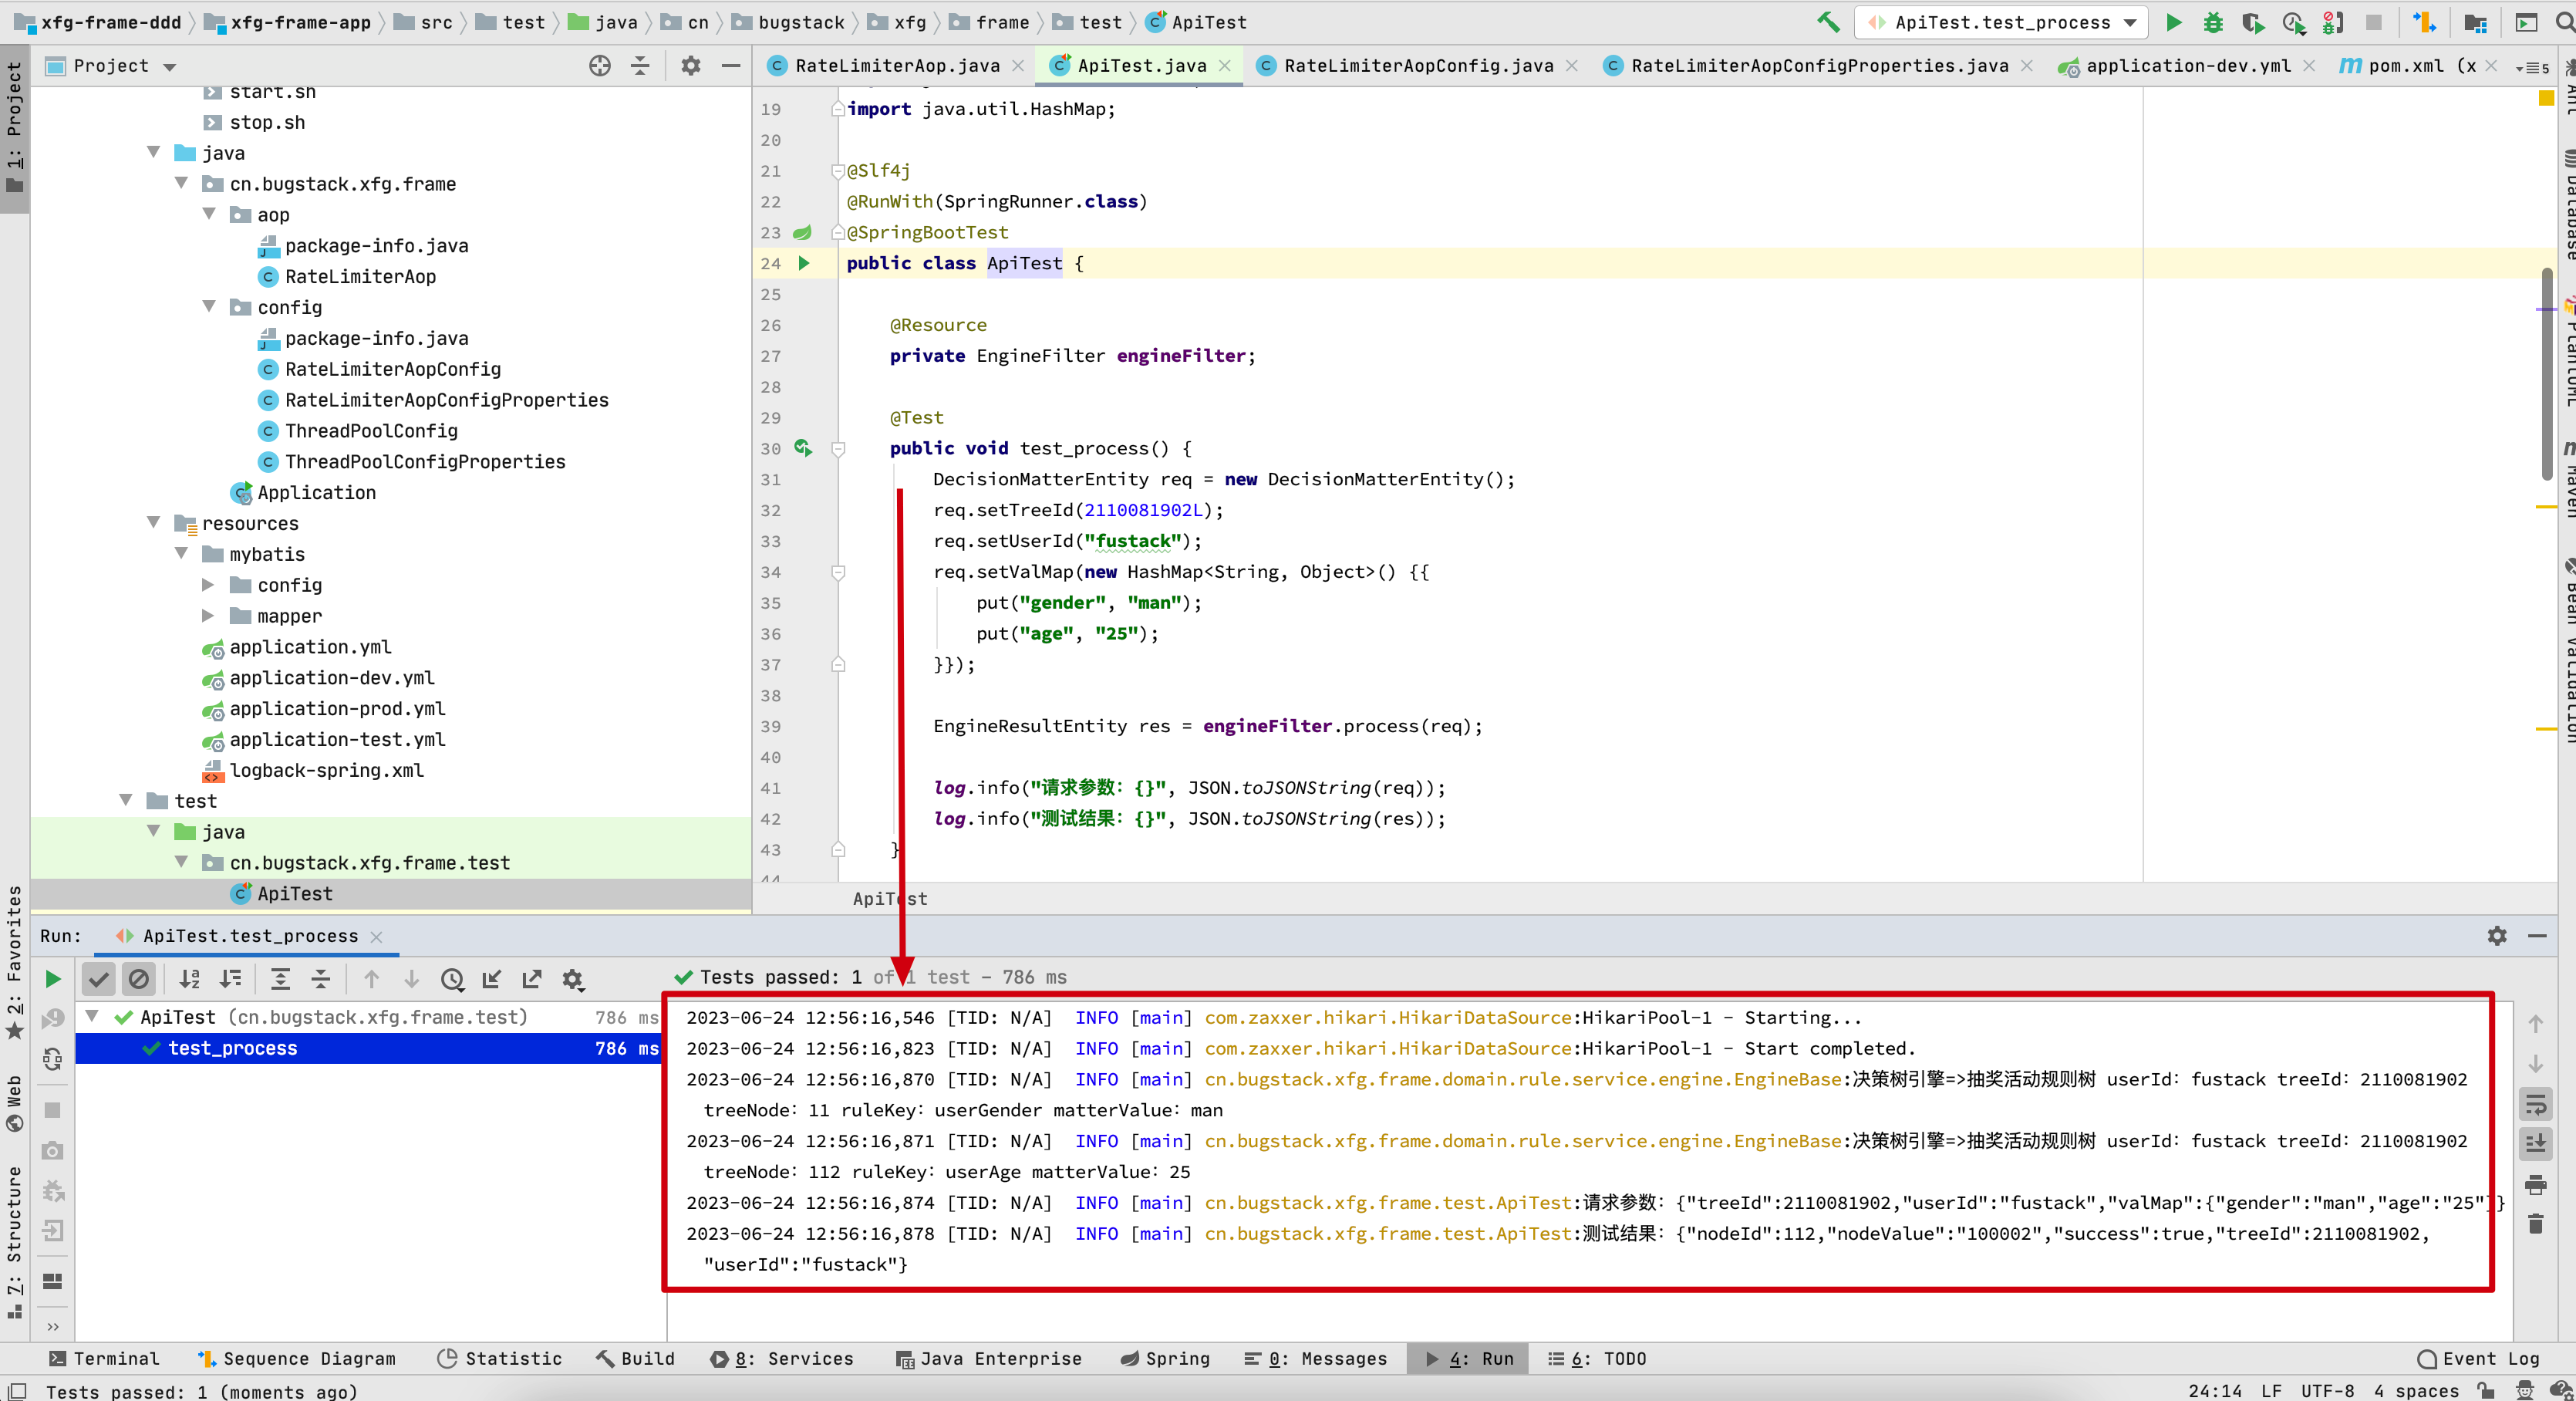 xfg-frame-ddd xfg-frame-app src test java cn bugstack xfg frame test ApiTest
ApiTest.test_process
1: Project
Project
RateLimiterAop.java ApiTest.java RateLimiterAopConfig.java RateLimiterAopConfigProperties.java application-dev.yml pom.xml (x 5
start.sh
stop.sh
java
cn.bugstack.xfg.frame
aop
package-info.java
RateLimiterAop
config
package-info.java
RateLimiterAopConfig
RateLimiterAopConfigProperties
ThreadPoolConfig
ThreadPoolConfigProperties
Application
resources
mybatis
config
mapper
application.yml
application-dev.yml
application-prod.yml
application-test.yml
logback-spring.xml
test
java
cn.bugstack.xfg.frame.test
ApiTest
19 import java.util.HashMap;
20
21 @Slf4j
22 @RunWith(SpringRunner.class)
23 @SpringBootTest
24 public class ApiTest {
25
26 @Resource
27 private EngineFilter engineFilter;
28
29 @Test
30 public void test_process() {
31 DecisionMatterEntity req = new DecisionMatterEntity();
32 req.setTreeId(2110081902L);
33 req.setUserId("fustack");
34 req.setValMap(new HashMap<String, Object>() {{
35 put("gender", "man");
36 put("age", "25");
37 }});
38
39 EngineResultEntity res = engineFilter.process(req);
40
41 log.info("请求参数：{}", JSON.toJSONString(req));
42 log.info("测试结果：{}", JSON.toJSONString(res));
43 }
44
ApiTest
Ant
Database
PlantUML
Maven
Bean Validation
2: Favorites
Web
7: Structure
Run: ApiTest.test_process
Tests passed: 1 of 1 test – 786 ms
ApiTest (cn.bugstack.xfg.frame.test) 786 ms
test_process 786 ms
2023-06-24 12:56:16,546 [TID: N/A] INFO [main] com.zaxxer.hikari.HikariDataSource:HikariPool-1 - Starting...
2023-06-24 12:56:16,823 [TID: N/A] INFO [main] com.zaxxer.hikari.HikariDataSource:HikariPool-1 - Start completed.
2023-06-24 12:56:16,870 [TID: N/A] INFO [main] cn.bugstack.xfg.frame.domain.rule.service.engine.EngineBase:决策树引擎=>抽奖活动规则树 userId：fustack treeId：2110081902
treeNode：11 ruleKey：userGender matterValue：man
2023-06-24 12:56:16,871 [TID: N/A] INFO [main] cn.bugstack.xfg.frame.domain.rule.service.engine.EngineBase:决策树引擎=>抽奖活动规则树 userId：fustack treeId：2110081902
treeNode：112 ruleKey：userAge matterValue：25
2023-06-24 12:56:16,874 [TID: N/A] INFO [main] cn.bugstack.xfg.frame.test.ApiTest:请求参数：{"treeId":2110081902,"userId":"fustack","valMap":{"gender":"man","age":"25"}}
2023-06-24 12:56:16,878 [TID: N/A] INFO [main] cn.bugstack.xfg.frame.test.ApiTest:测试结果：{"nodeId":112,"nodeValue":"100002","success":true,"treeId":2110081902,
"userId":"fustack"}
Terminal Sequence Diagram Statistic Build 8: Services Java Enterprise Spring 0: Messages 4: Run 6: TODO Event Log
Tests passed: 1 (moments ago) 24:14 LF UTF-8 4 spaces